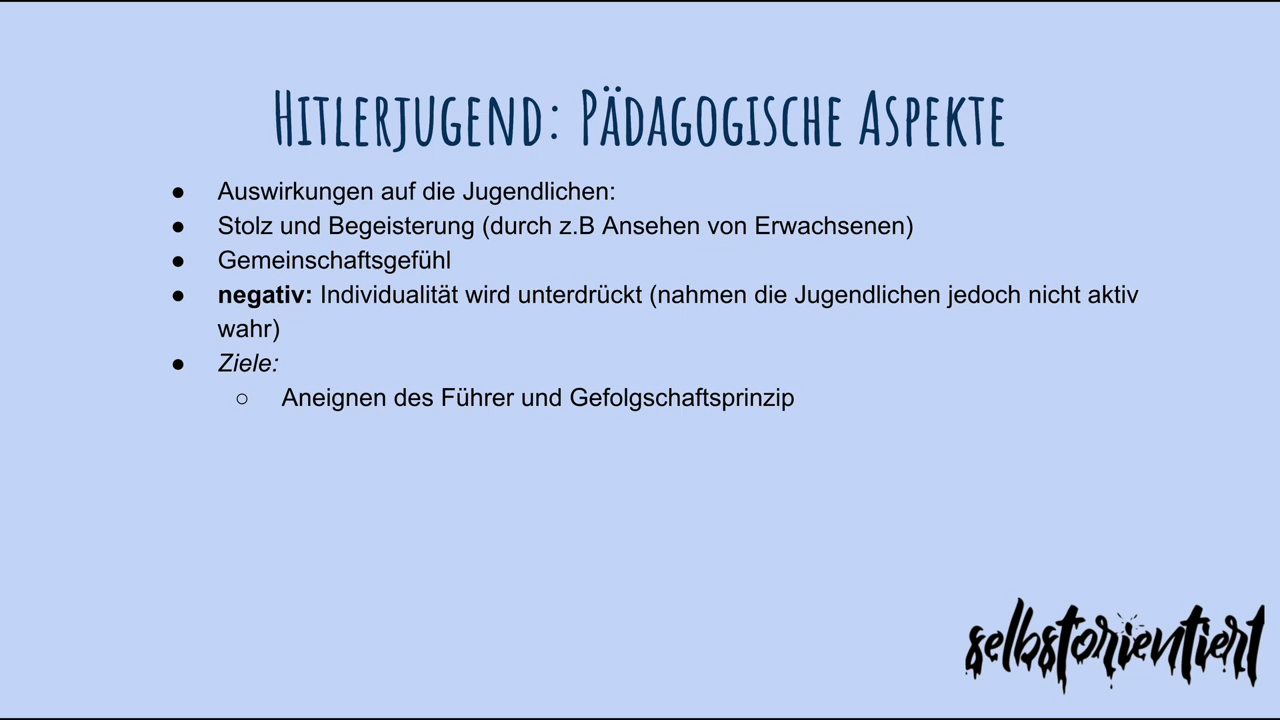 Hitlerjugend: Pädagogische Aspekte
● Auswirkungen auf die Jugendlichen:
● Stolz und Begeisterung (durch z.B Ansehen von Erwachsenen)
● Gemeinschaftsgefühl
● negativ: Individualität wird unterdrückt (nahmen die Jugendlichen jedoch nicht aktiv
wahr)
● Ziele:
○ Aneignen des Führer und Gefolgschaftsprinzip
selbstorientiert